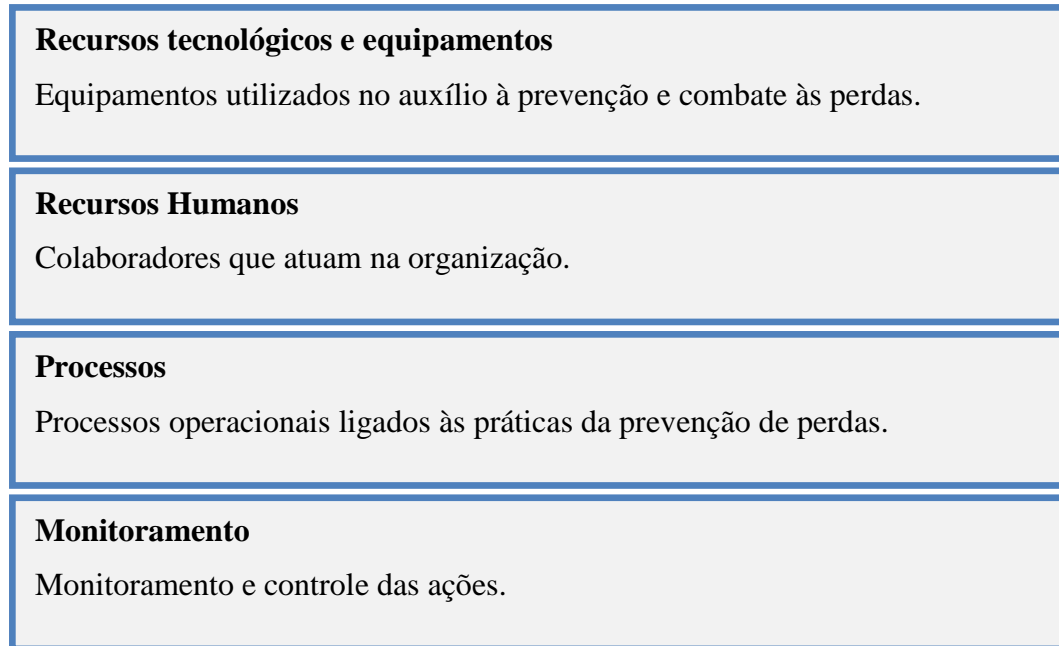 Recursos tecnológicos e equipamentos
Equipamentos utilizados no auxílio à prevenção e combate às perdas.
Recursos Humanos
Colaboradores que atuam na organização.
Processos
Processos operacionais ligados às práticas da prevenção de perdas.
Monitoramento
Monitoramento e controle das ações.